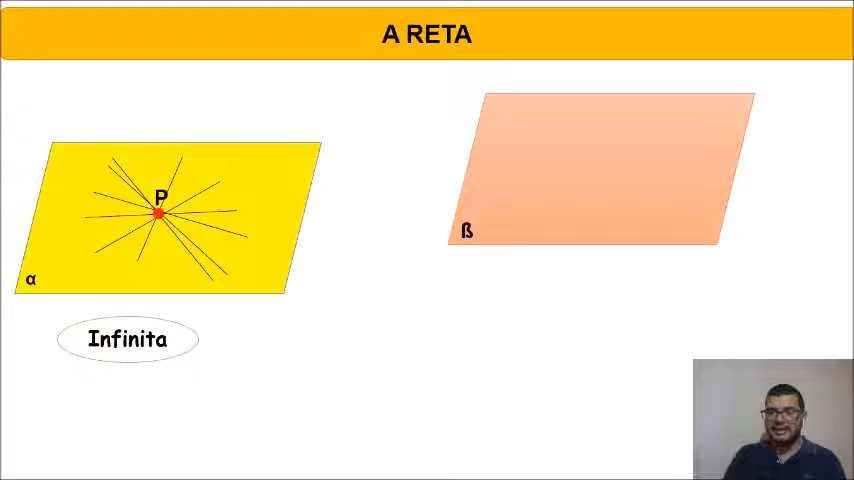 A RETA
P
α
ß
Infinita